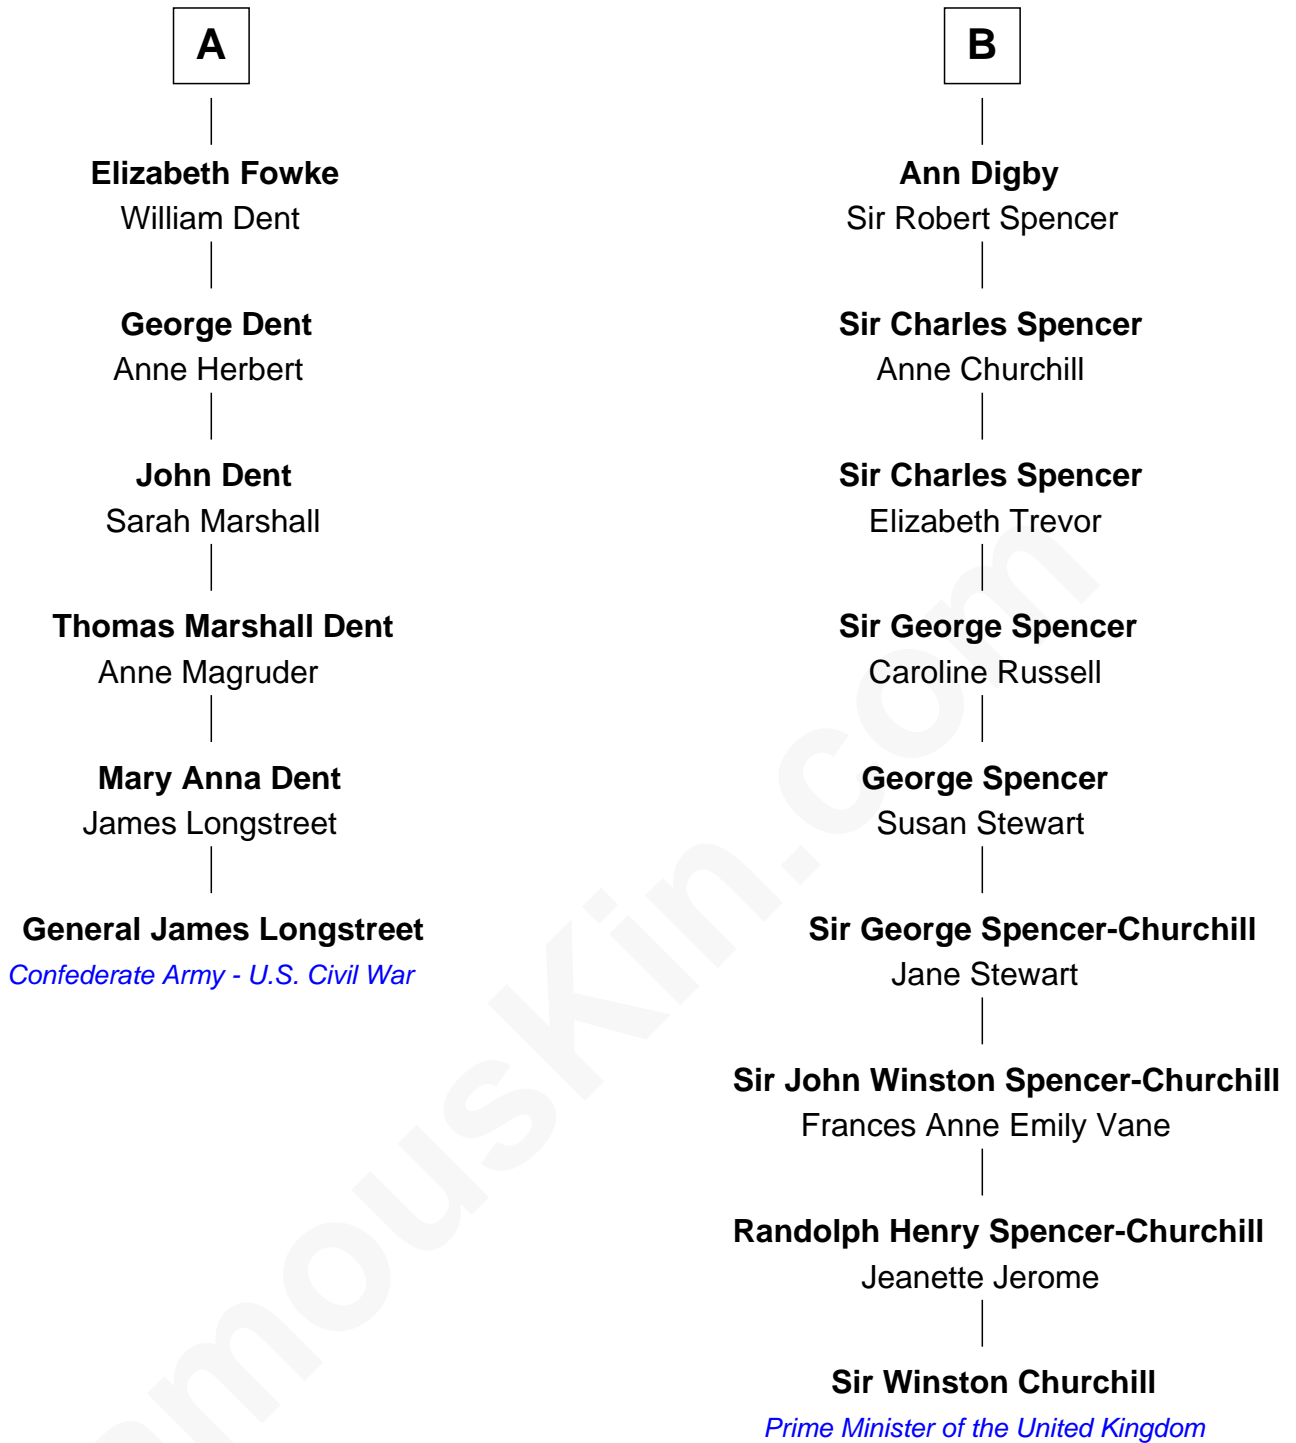 A
Elizabeth Fowke
William Dent
George Dent
Anne Herbert
John Dent
Sarah Marshall
Thomas Marshall Dent
Anne Magruder
Mary Anna Dent
James Longstreet
General James Longstreet
Confederate Army - U.S. Civil War
B
Ann Digby
Sir Robert Spencer
Sir Charles Spencer
Anne Churchill
Sir Charles Spencer
Elizabeth Trevor
Sir George Spencer
Caroline Russell
George Spencer
Susan Stewart
Sir George Spencer-Churchill
Jane Stewart
Sir John Winston Spencer-Churchill
Frances Anne Emily Vane
Randolph Henry Spencer-Churchill
Jeanette Jerome
Sir Winston Churchill
Prime Minister of the United Kingdom
amouskin.com